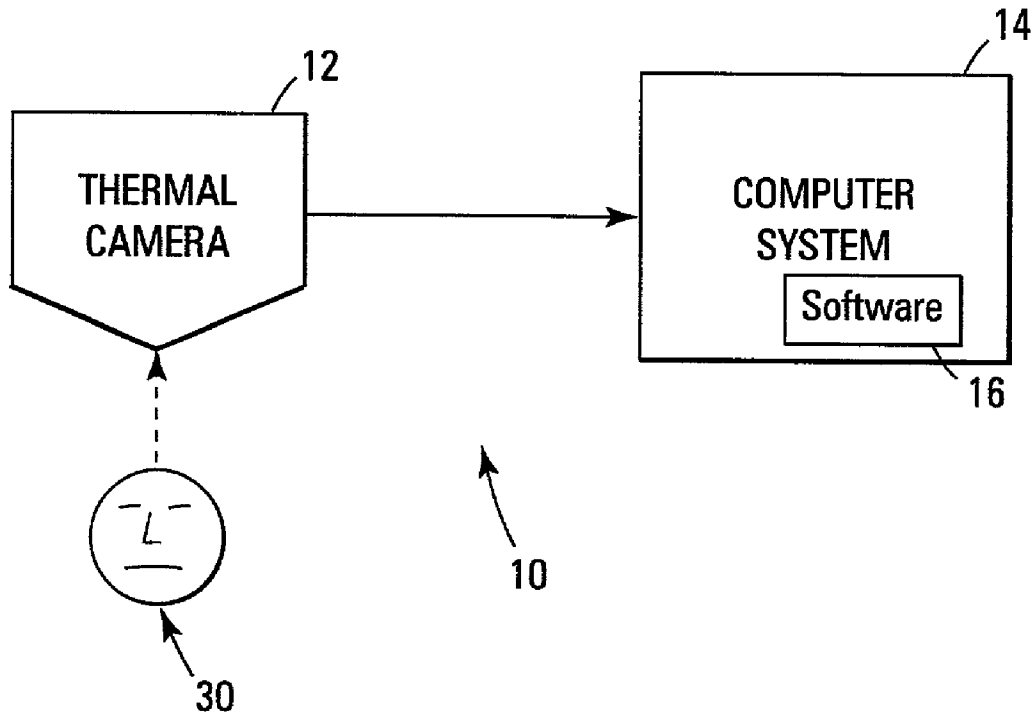 14
12
THERMAL
CAMERA
COMPUTER
SYSTEM
Software
16
10
30